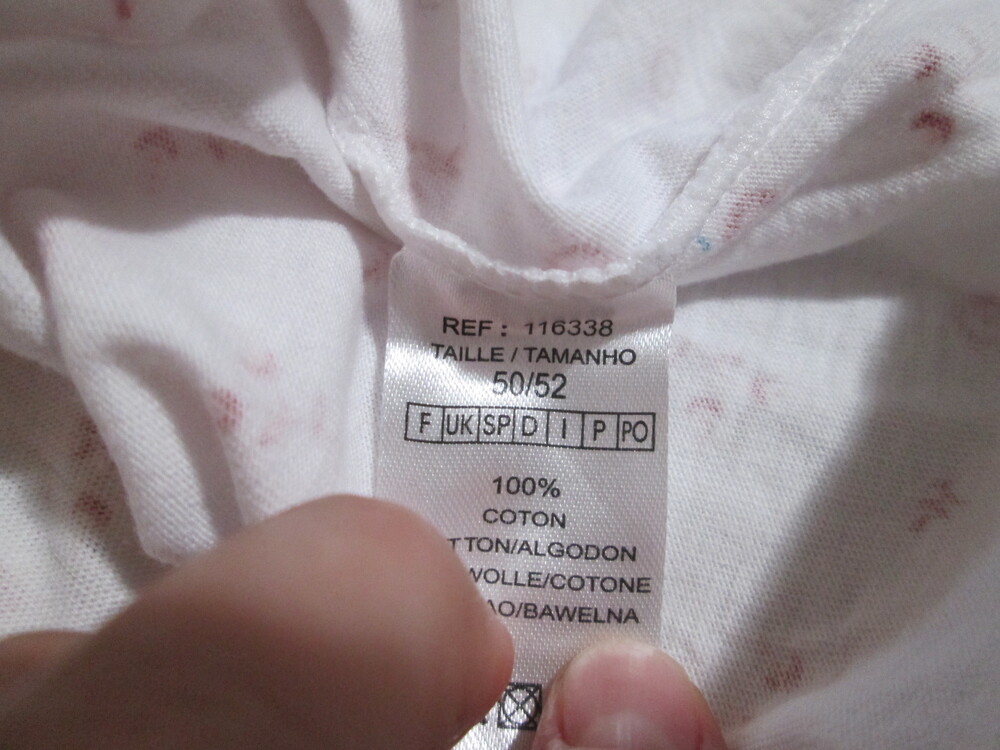 REF : 116338
TAILLE / TAMANHO
50/52
F UK SP D I P PO
100%
COTON
TTON/ALGODON
WOLLE/COTONE
AO/BAWELNA